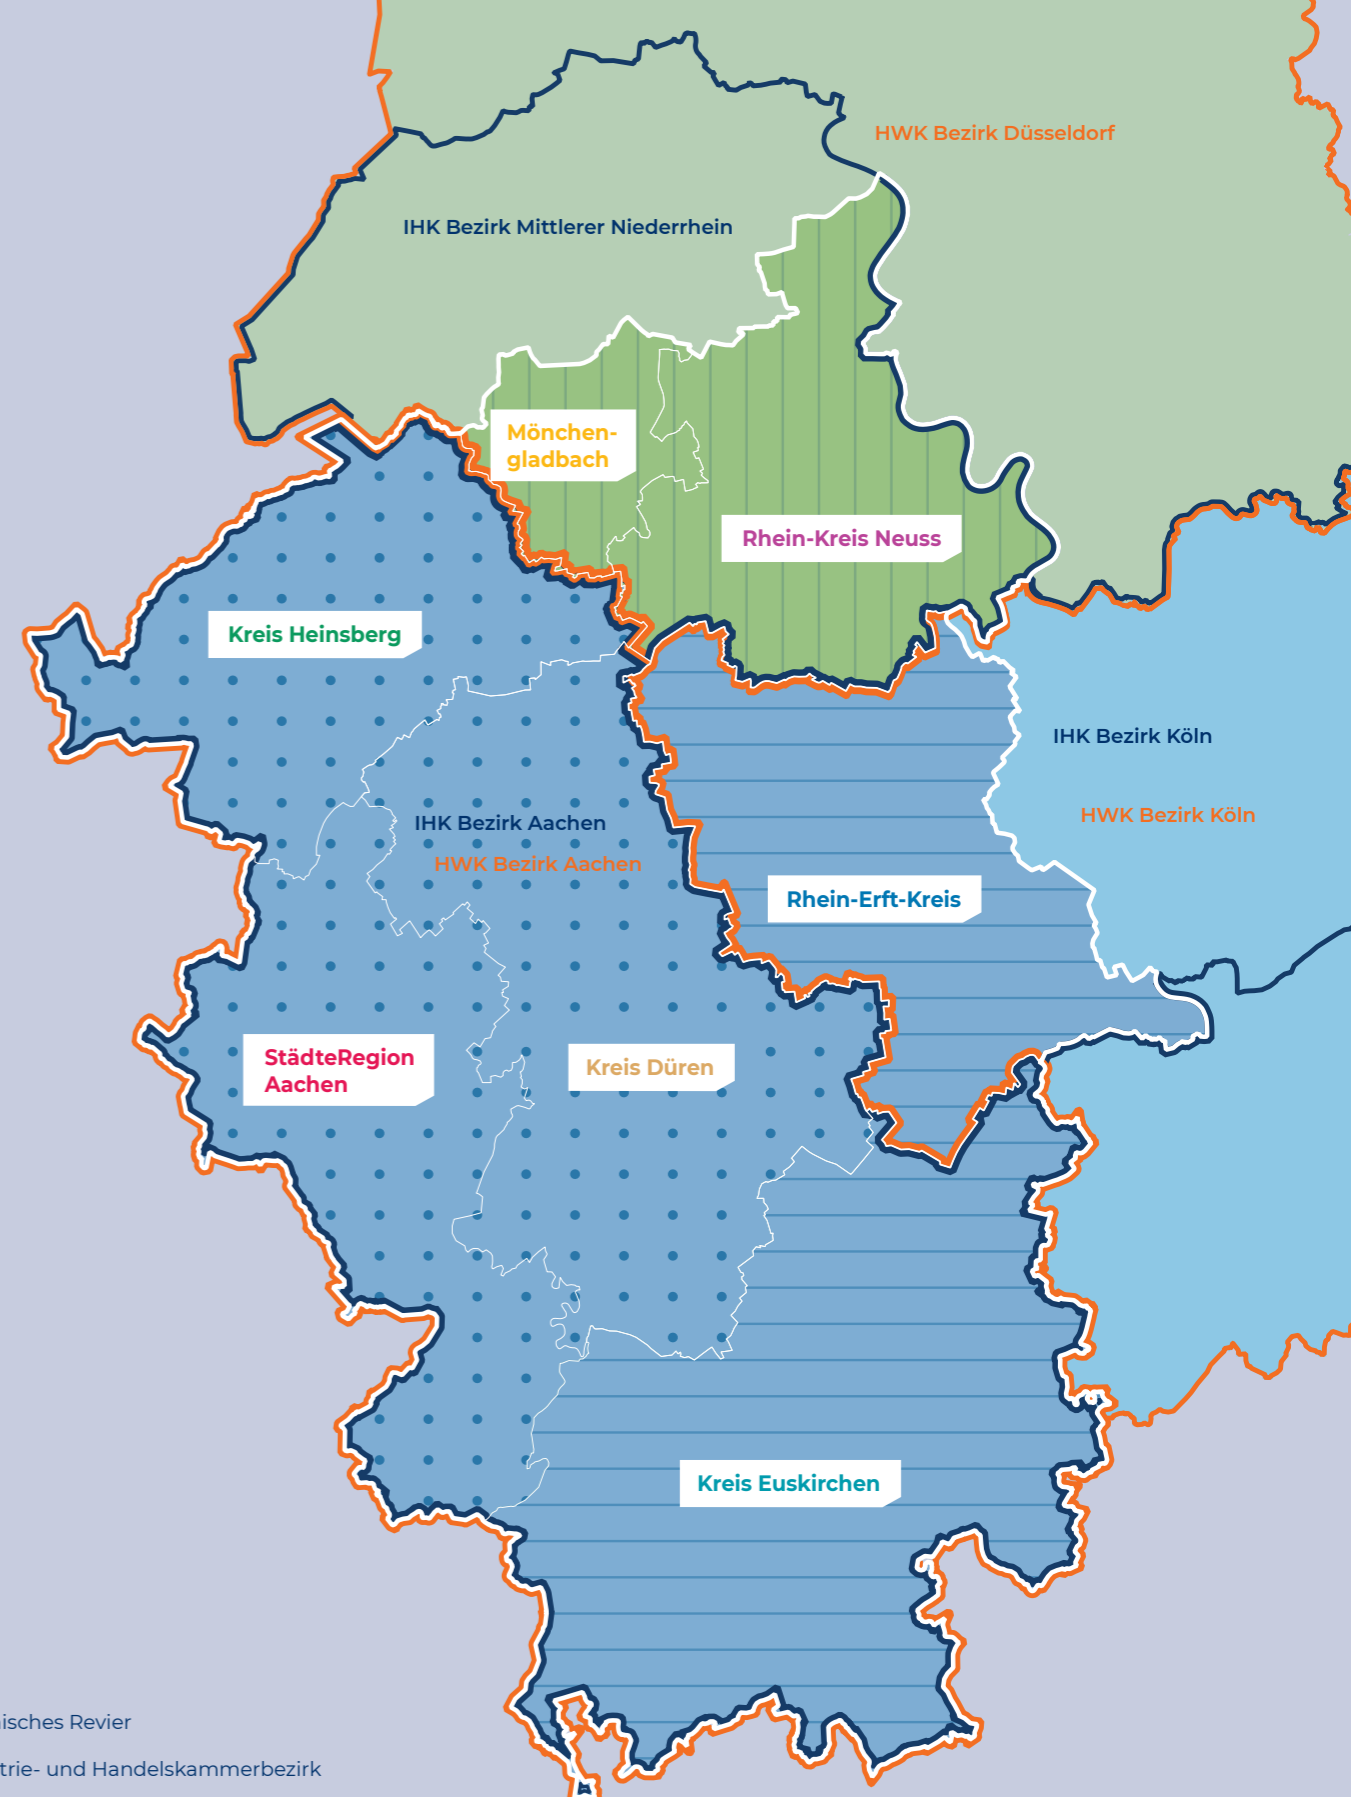 HWK Bezirk Düsseldorf
IHK Bezirk Mittlerer Niederrhein
Mönchen-
gladbach
Rhein-Kreis Neuss
Kreis Heinsberg
IHK Bezirk Köln
HWK Bezirk Köln
IHK Bezirk Aachen
HWK Bezirk Aachen
Rhein-Erft-Kreis
StädteRegion
Aachen
Kreis Düren
Kreis Euskirchen
isches Revier
trie- und Handelskammerbezirk